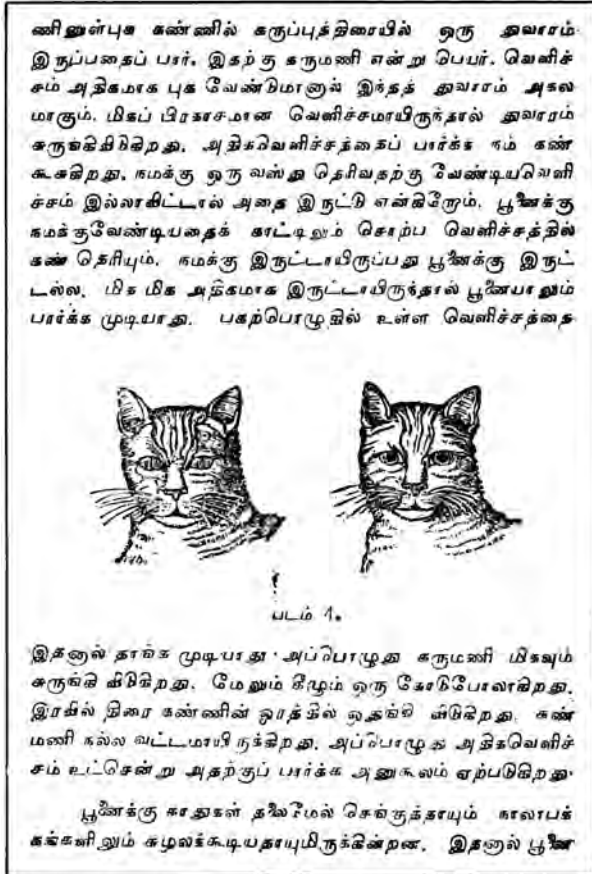 ணினுள்புக கண்ணில் கருப்புத்திரையில் ஒரு துவாரம்
இருப்பதைப் பார். இதற்கு கருமணி என்று பெயர். வெளிச்
சம் அதிகமாக புக வேண்டுமானால் இந்தத் துவாரம் அகல
மாகும். மிகப் பிரகாசமான வெளிச்சமாயிருந்தால் துவாரம்
சுருங்கிவிடுகிறது. அதிகவெளிச்சத்தைப் பார்க்க நம் கண்
கூசுகிறது. நமக்கு ஒரு வஸ்து தெரிவதற்கு வேண்டியவெளி
ச்சம் இல்லாவிட்டால் அதை இருட்டு என்கிறோம். பூனைக்கு
நமக்குவேண்டியதைக் காட்டிலும் சொற்ப வெளிச்சத்தில்
கண் தெரியும். நமக்கு இருட்டாயிருப்பது பூனைக்கு இருட்
டல்ல. மிக மிக அதிகமாக இருட்டாயிருந்தால் பூனையாலும்
பார்க்க முடியாது. பகற்பொழுதில் உள்ள வெளிச்சத்தை
படம் 1.
இதனால் தாங்க முடியாது. அப்பொழுது கருமணி மிகவும்
சுருங்கி விடுகிறது. மேலும் கீழும் ஒரு கோடுபோலாகிறது.
இரவில் திரை கண்ணின் ஓரத்தில் ஒதங்கி விடுகிறது. கண்
மணி நல்ல வட்டமாயி ருக்கிறது. அப்பொழுது அதிகவெளிச்
சம் உட்சென்று அதற்குப் பார்க்க அனுகூலம் ஏற்படுகிறது.
பூனைக்கு காதுகள் தலைமேல் செங்குத்தாயும் நாலாபக்
கங்களிலும் சுழலக்கூடியதாயுமிருக்கின்றன. இதனால் பூனை